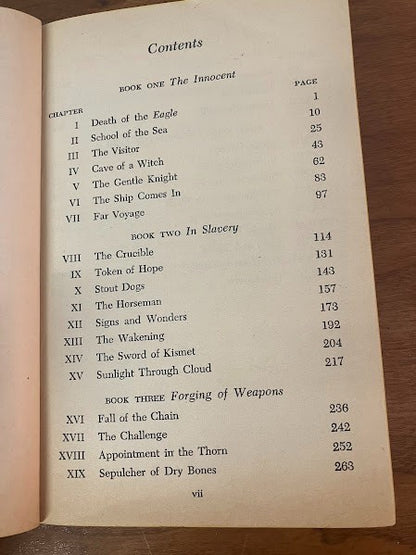 Contents
BOOK ONE The Innocent
CHAPTER PAGE
I Death of the Eagle 1
II School of the Sea 10
III The Visitor 25
IV Cave of a Witch 43
V The Gentle Knight 62
VI The Ship Comes In 83
VII Far Voyage 97
BOOK TWO In Slavery
VIII The Crucible 114
IX Token of Hope 131
X Stout Dogs 143
XI The Horseman 157
XII Signs and Wonders 173
XIII The Wakening 192
XIV The Sword of Kismet 204
XV Sunlight Through Cloud 217
BOOK THREE Forging of Weapons
XVI Fall of the Chain 236
XVII The Challenge 242
XVIII Appointment in the Thorn 252
XIX Sepulcher of Dry Bones 263
vii